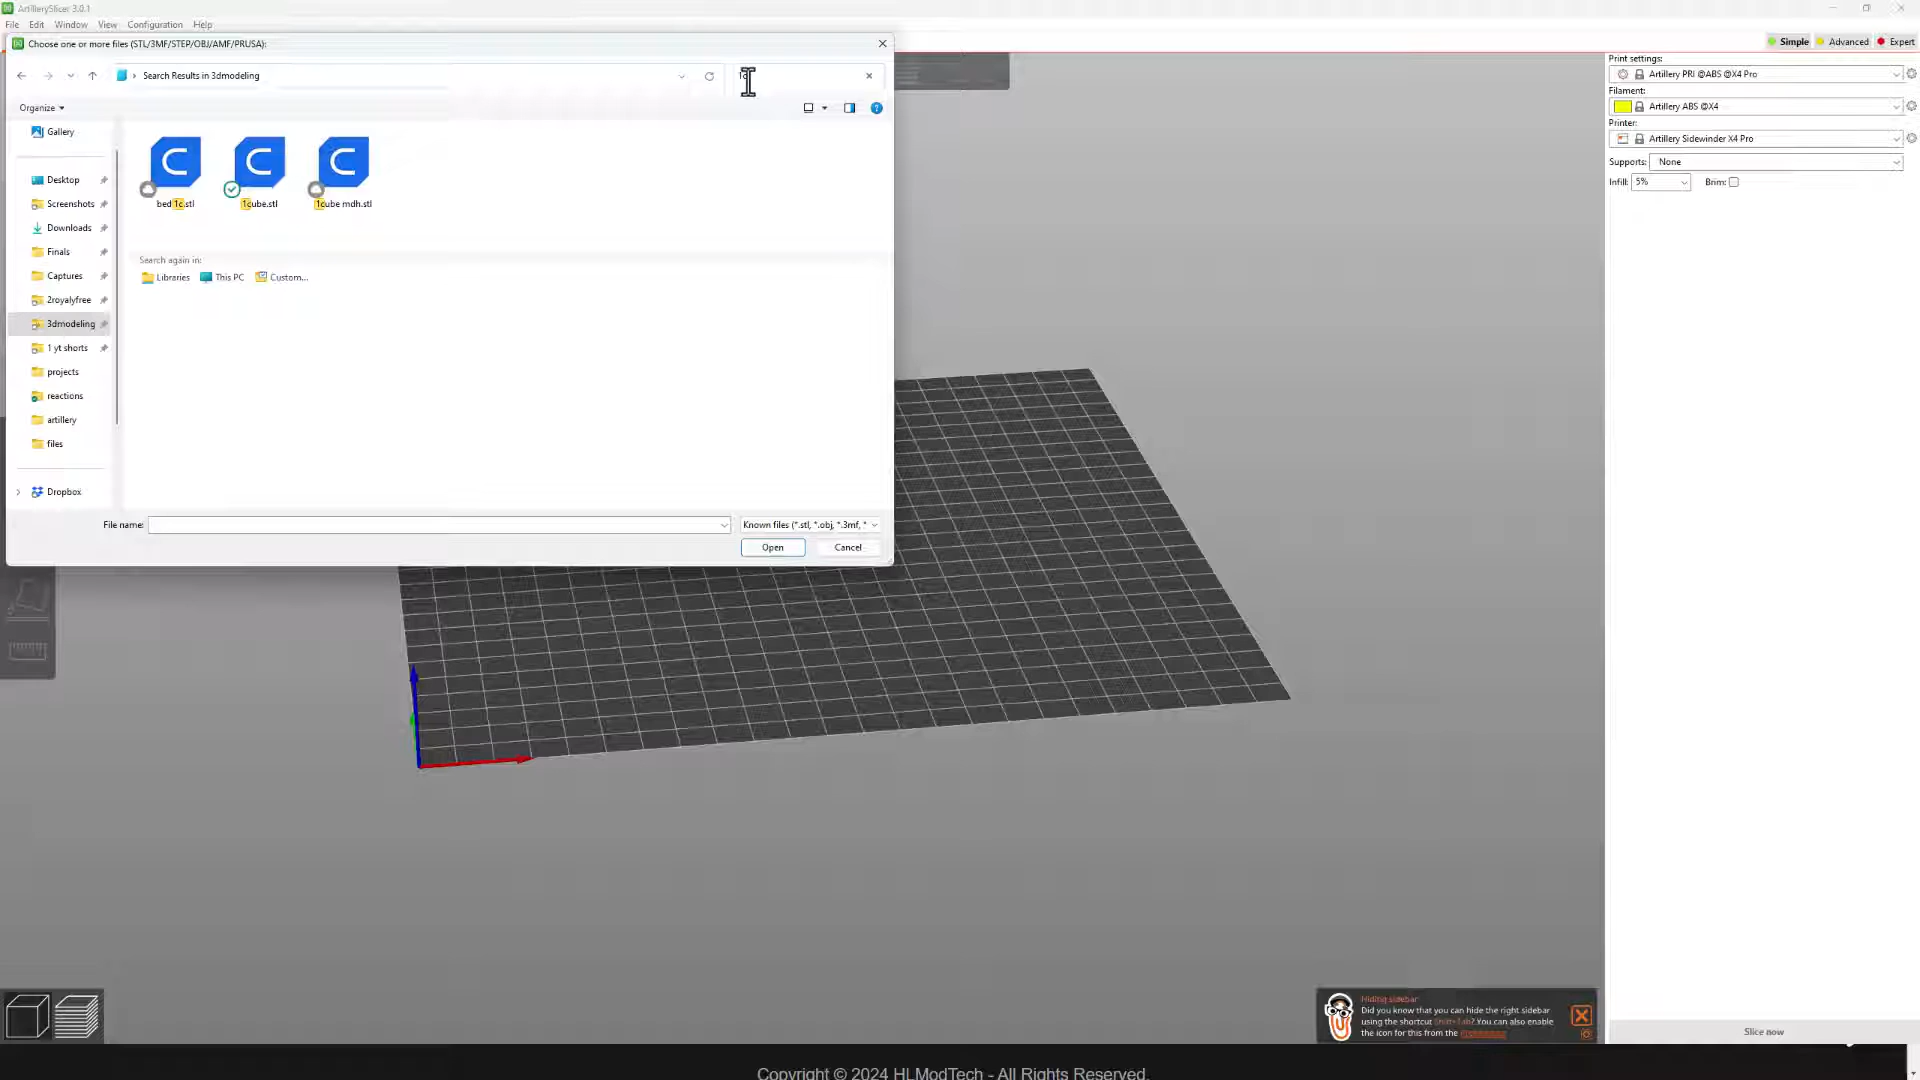 ArtillerySlicer 3.0.1
File Edit Window View Configuration Help
Choose one or more files (STL/3MF/STEP/OBJ/AMF/PRUSA):
Simple Advanced Expert
Search Results in 3dmodeling
Organize
Gallery
Desktop
Screenshots
Downloads
Finals
Captures
2royalyfree
3dmodeling
1 yt shorts
projects
reactions
artillery
files
Dropbox
bed 1c.stl
1cube.stl
1cube mdh.stl
Search again in:
Libraries This PC Custom...
File name:
Known files (*.stl, *.obj, *.3mf, *
Open Cancel
Print settings:
Artillery PRI @ABS @X4 Pro
Filament:
Artillery ABS @X4
Printer:
Artillery Sidewinder X4 Pro
Supports: None
Infill: 5% Brim:
Hiding sidebar
Did you know that you can hide the right sidebar
using the shortcut Shift+Tab? You can also enable
the icon for this from the
Slice now
Copyright © 2024 HLModTech - All Rights Reserved.